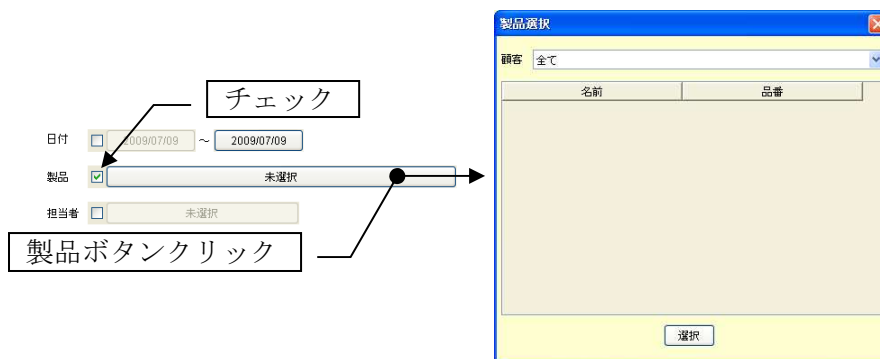 製品選択
顧客 全て
名前 品番
チェック
日付 2009/07/09 ～ 2009/07/09
製品 未選択
担当者 未選択
製品ボタンクリック
選択